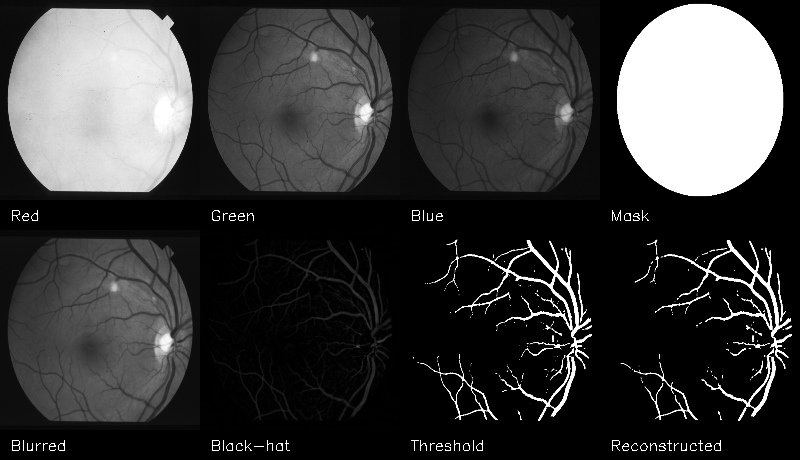 Red
Green
Blue
Mask
Blurred
Black-hat
Threshold
Reconstructed